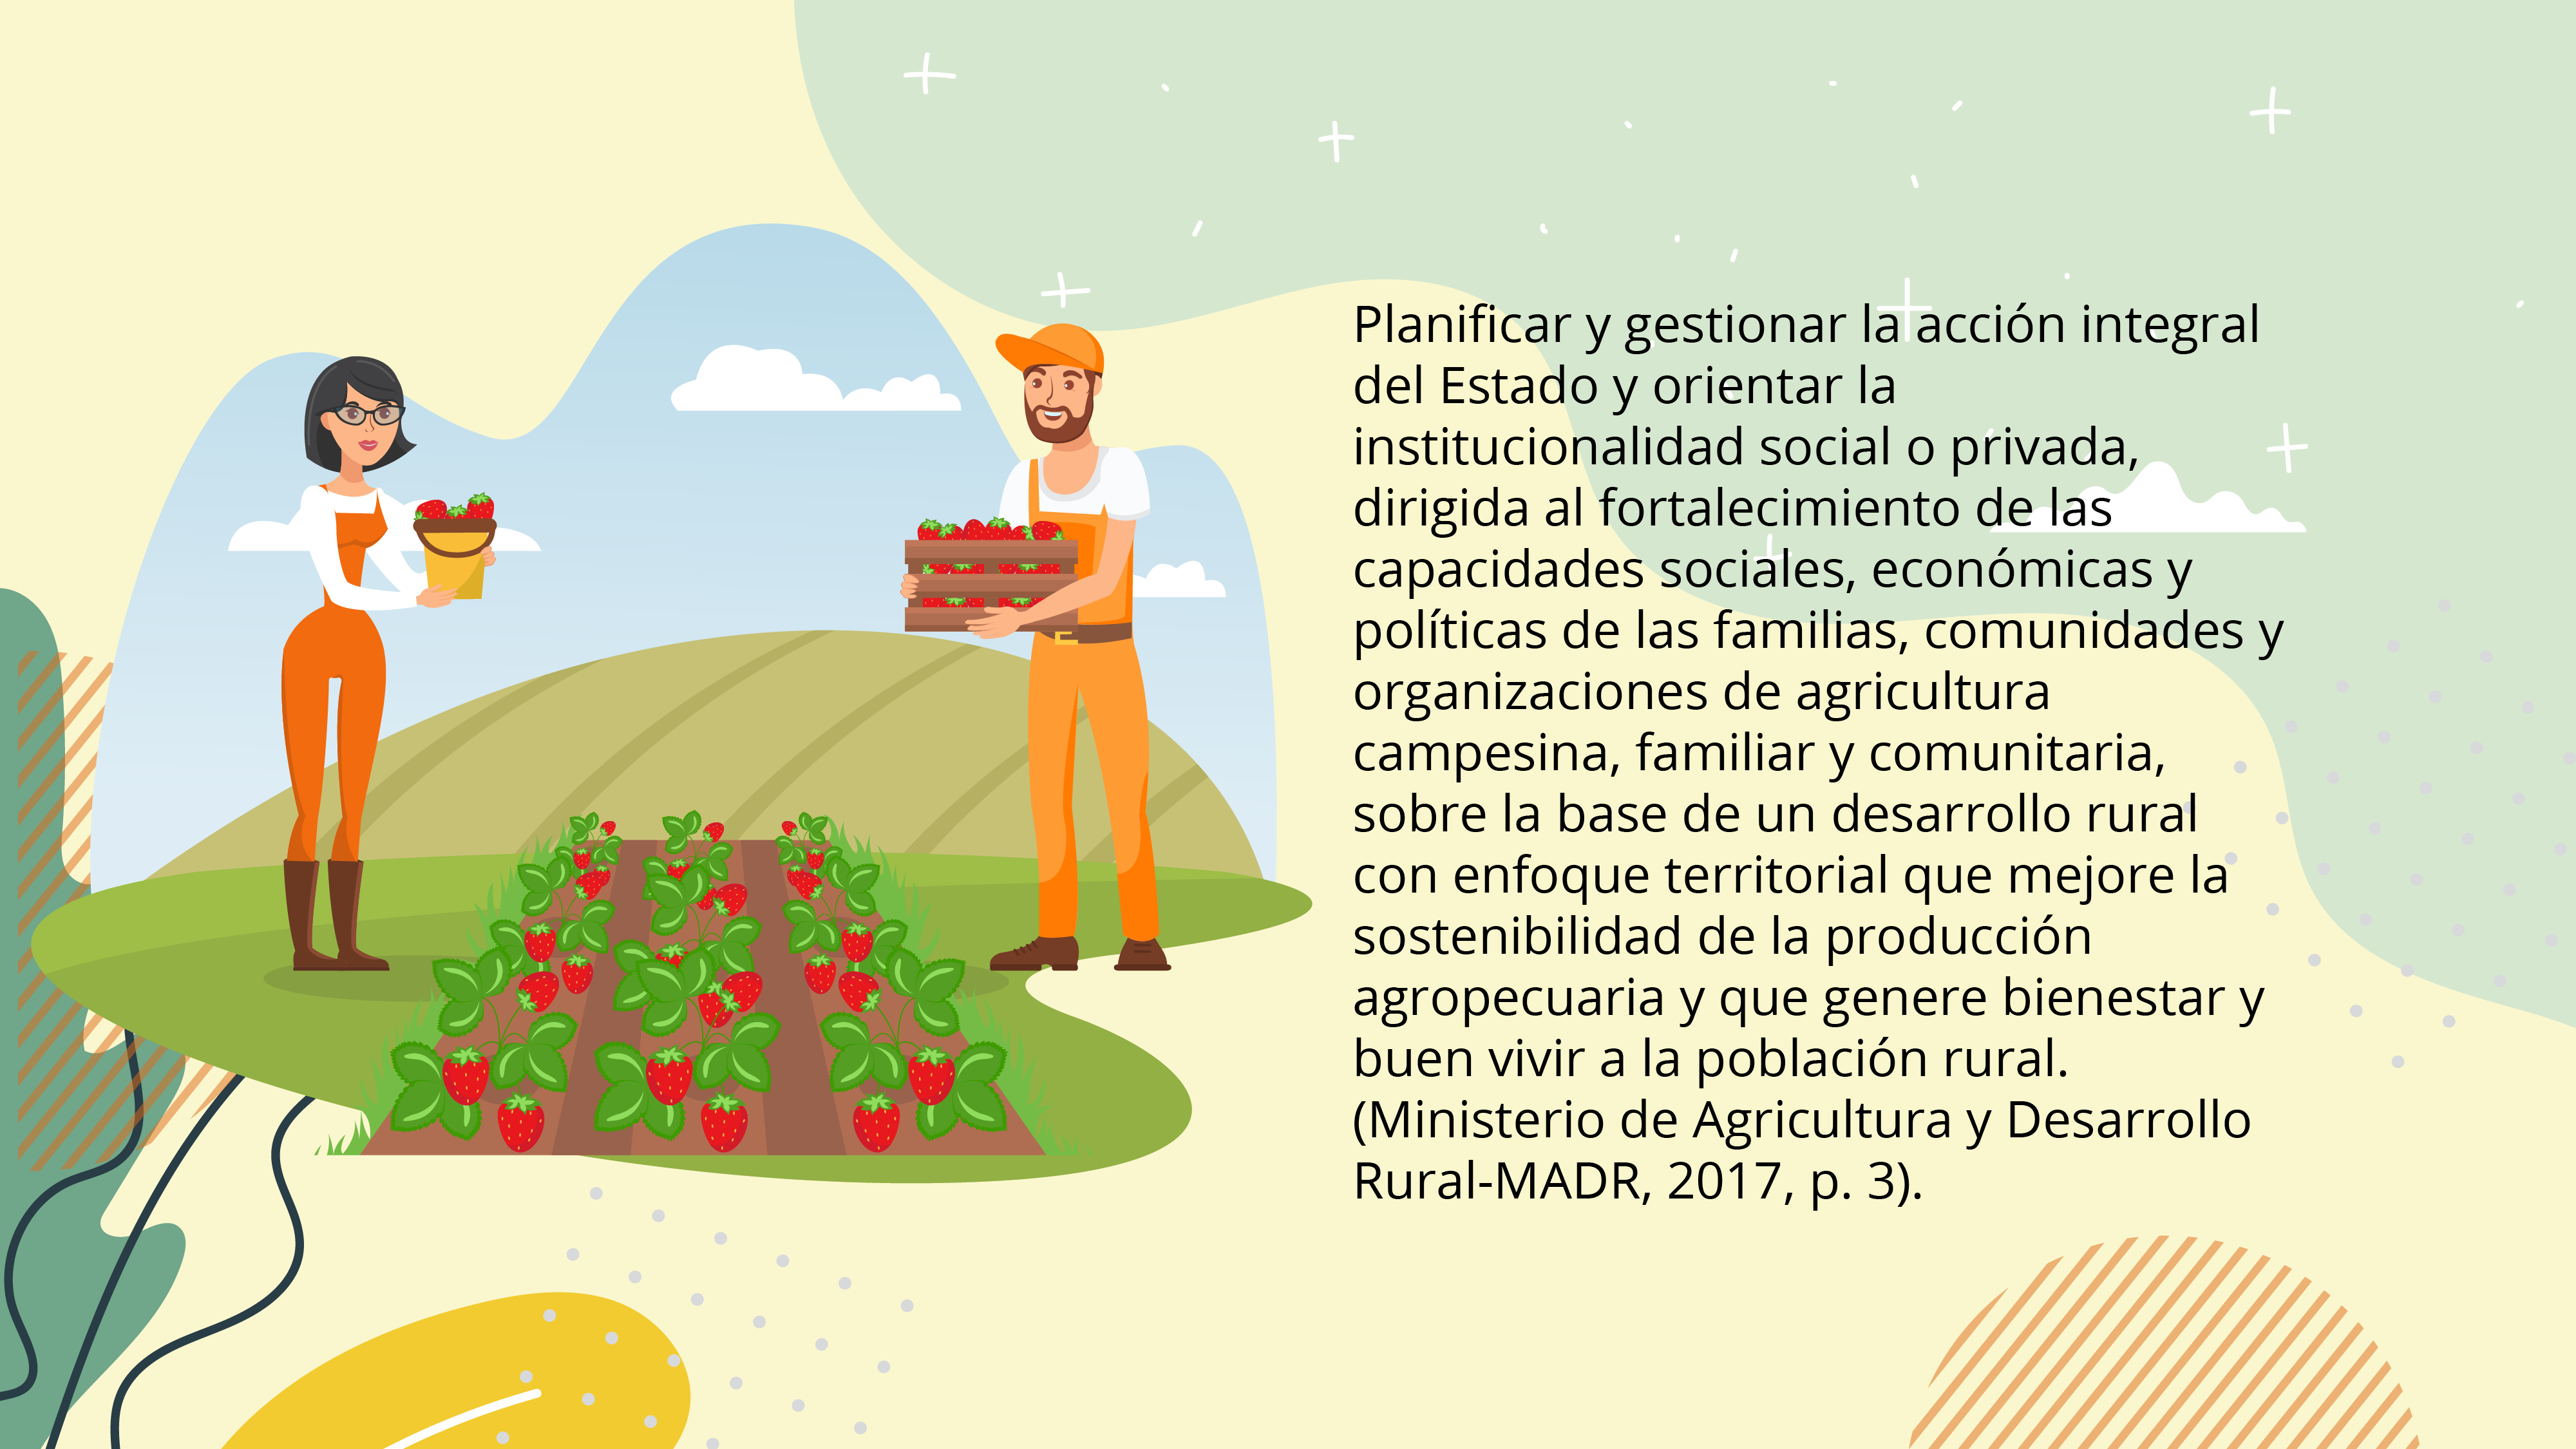 Planificar y gestionar la acción integral
del Estado y orientar la
institucionalidad social o privada,
dirigida al fortalecimiento de las
capacidades sociales, económicas y
políticas de las familias, comunidades y
organizaciones de agricultura
campesina, familiar y comunitaria,
sobre la base de un desarrollo rural
con enfoque territorial que mejore la
sostenibilidad de la producción
agropecuaria y que genere bienestar y
buen vivir a la población rural.
(Ministerio de Agricultura y Desarrollo
Rural-MADR, 2017, p. 3).